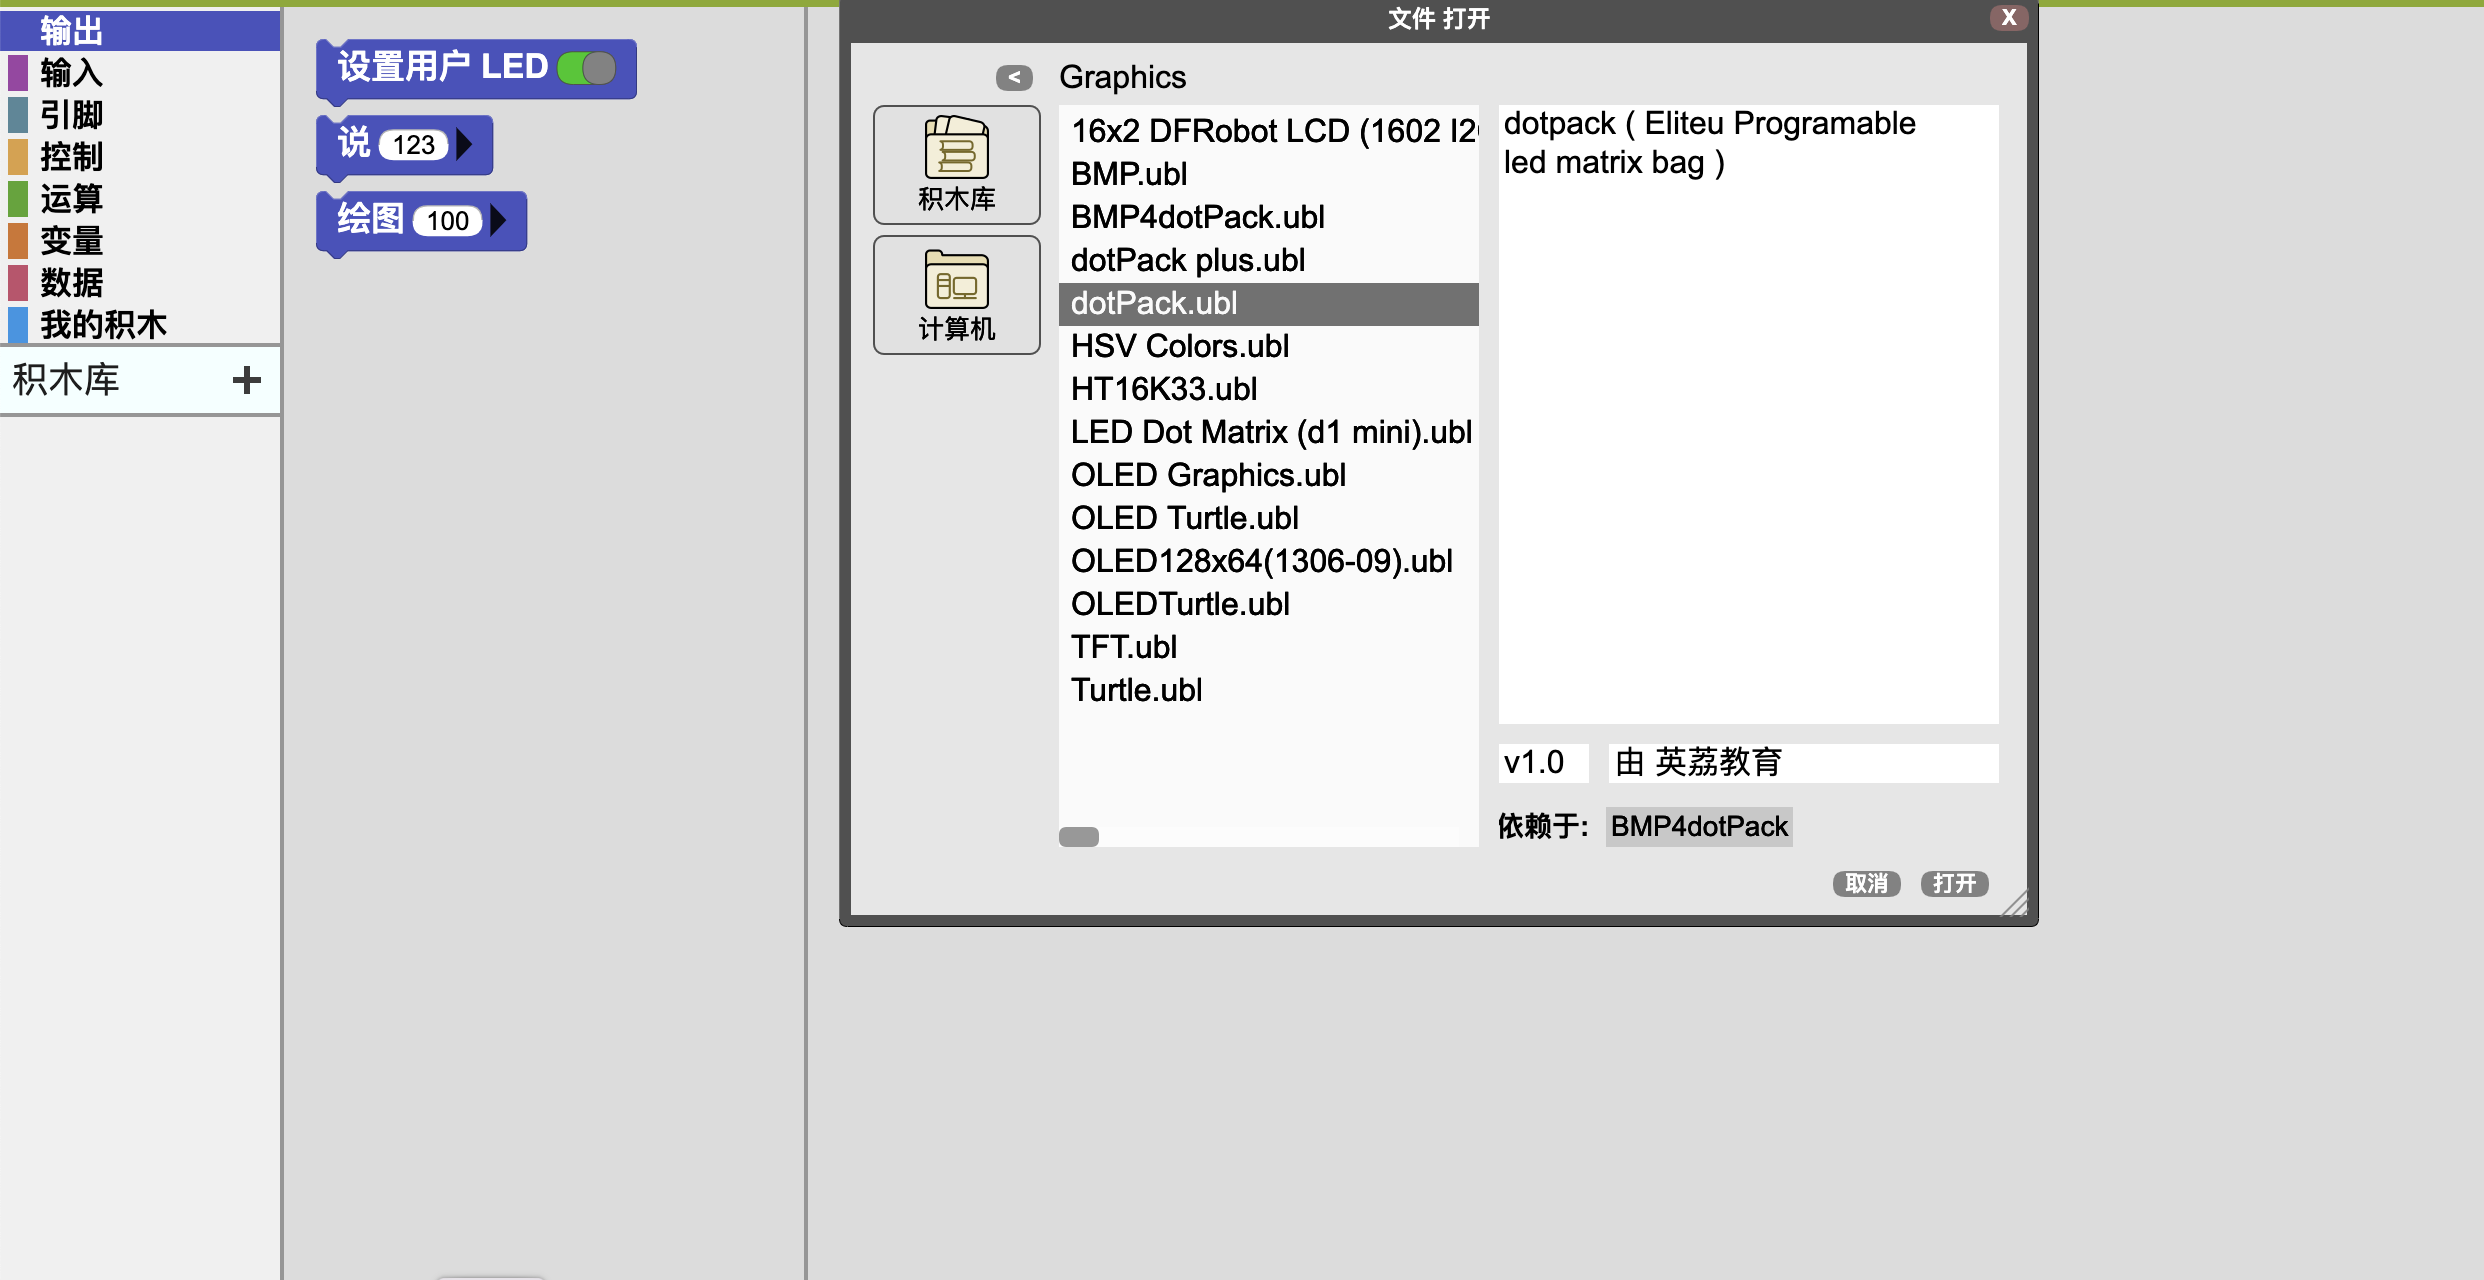 输出
输入
引脚
控制
运算
变量
数据
我的积木
积木库 +
设置用户 LED
说 123
绘图 100
文件 打开
X
< Graphics
积木库
计算机
16x2 DFRobot LCD (1602 I2
BMP.ubl
BMP4dotPack.ubl
dotPack plus.ubl
dotPack.ubl
HSV Colors.ubl
HT16K33.ubl
LED Dot Matrix (d1 mini).ubl
OLED Graphics.ubl
OLED Turtle.ubl
OLED128x64(1306-09).ubl
OLEDTurtle.ubl
TFT.ubl
Turtle.ubl
dotpack ( Eliteu Programable
led matrix bag )
v1.0
由 英荔教育
依赖于: BMP4dotPack
取消
打开